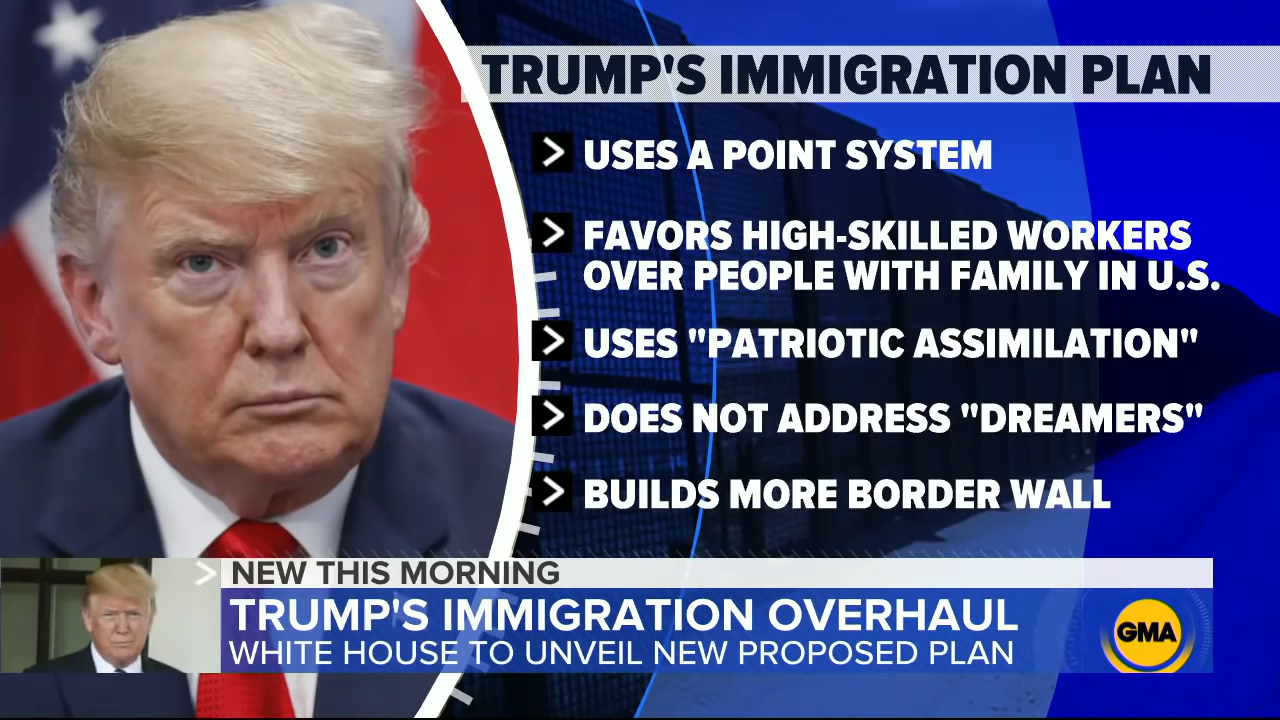 TRUMP'S IMMIGRATION PLAN
USES A POINT SYSTEM
FAVORS HIGH-SKILLED WORKERS
OVER PEOPLE WITH FAMILY IN U.S.
USES "PATRIOTIC ASSIMILATION"
DOES NOT ADDRESS "DREAMERS"
BUILDS MORE BORDER WALL
NEW THIS MORNING
TRUMP'S IMMIGRATION OVERHAUL
WHITE HOUSE TO UNVEIL NEW PROPOSED PLAN
GMA